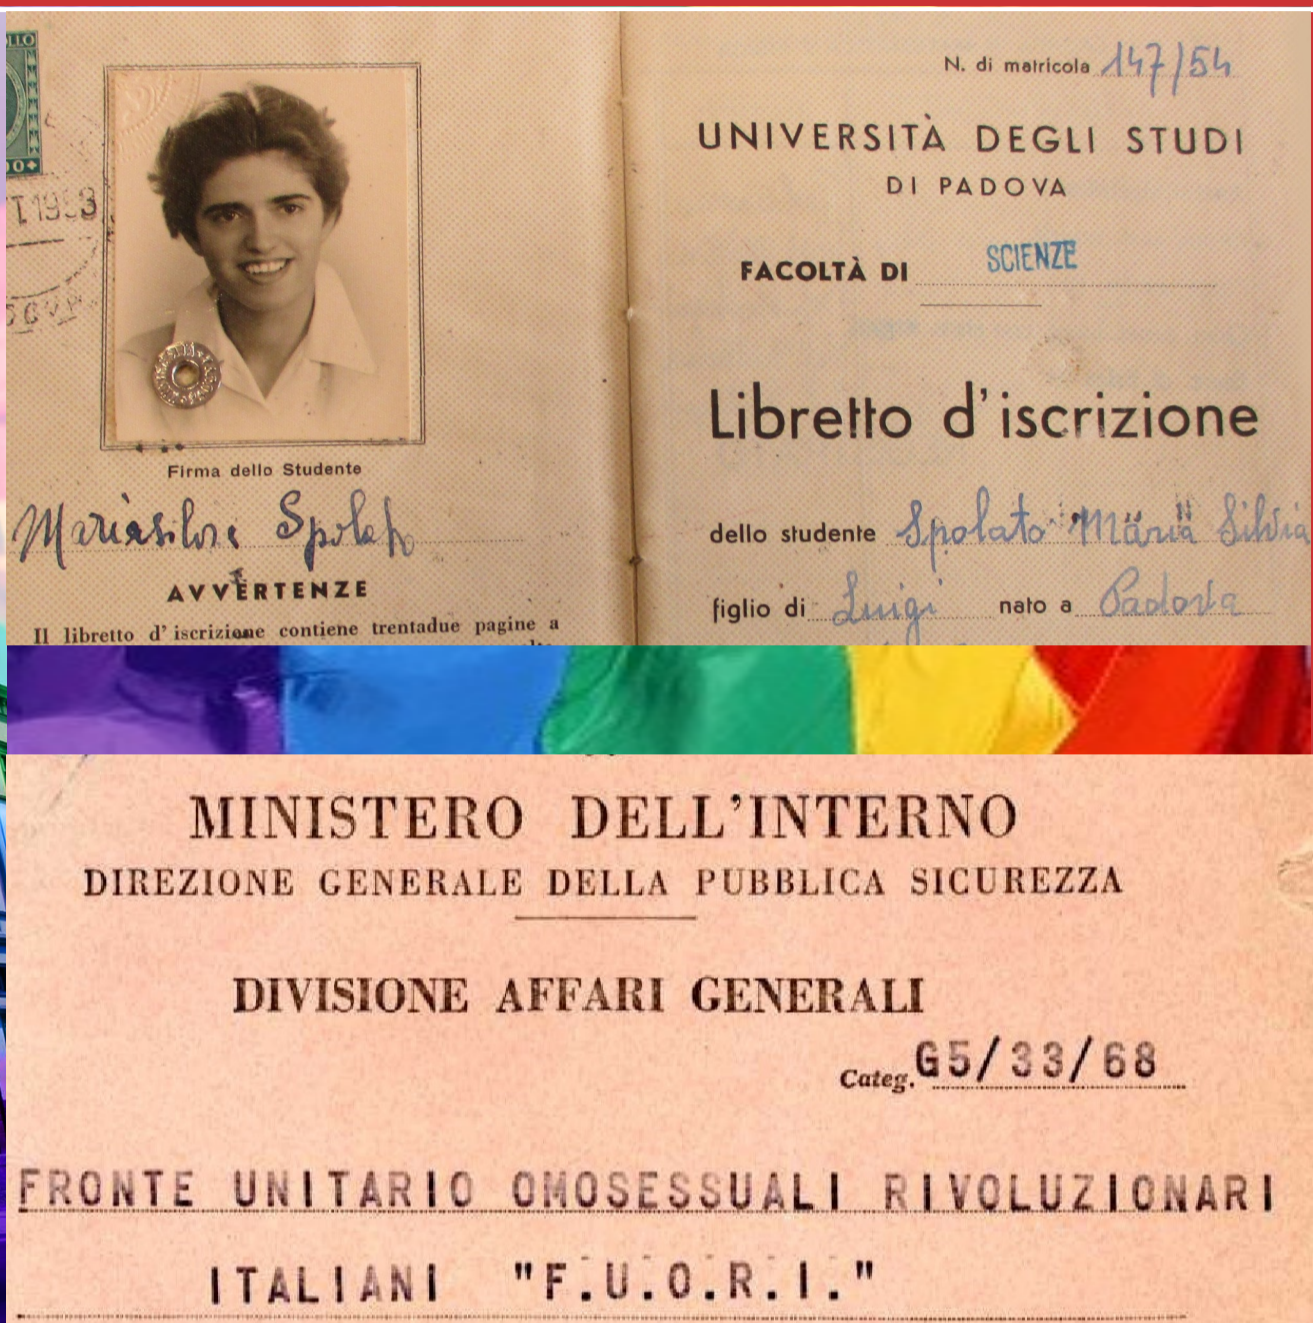 N. di matricola 147/54
UNIVERSITÀ DEGLI STUDI
DI PADOVA
FACOLTÀ DI SCIENZE
Libretto d'iscrizione
dello studente Spolato Maria Silvia
figlio di Luigi nato a Padova
Firma dello Studente
Mariasilvia Spolato
AVVERTENZE
Il libretto d'iscrizione contiene trentadue pagine a
MINISTERO DELL'INTERNO
DIREZIONE GENERALE DELLA PUBBLICA SICUREZZA
DIVISIONE AFFARI GENERALI
Categ. G5/33/68
FRONTE UNITARIO OMOSESSUALI RIVOLUZIONARI
ITALIANI "F.U.O.R.I."